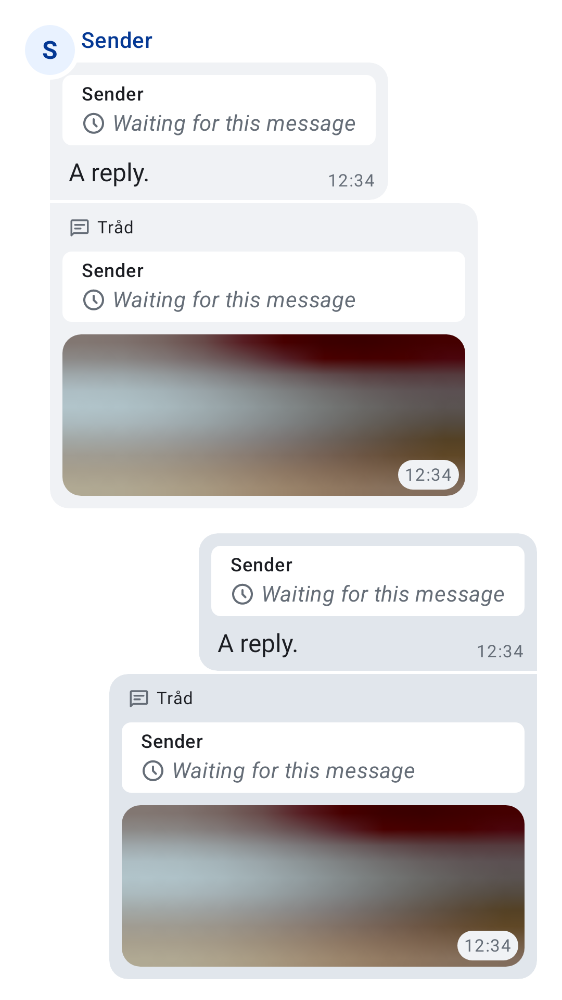 S
Sender
Sender
Waiting for this message
A reply.
12:34
Tråd
Sender
Waiting for this message
12:34
Sender
Waiting for this message
A reply.
12:34
Tråd
Sender
Waiting for this message
12:34